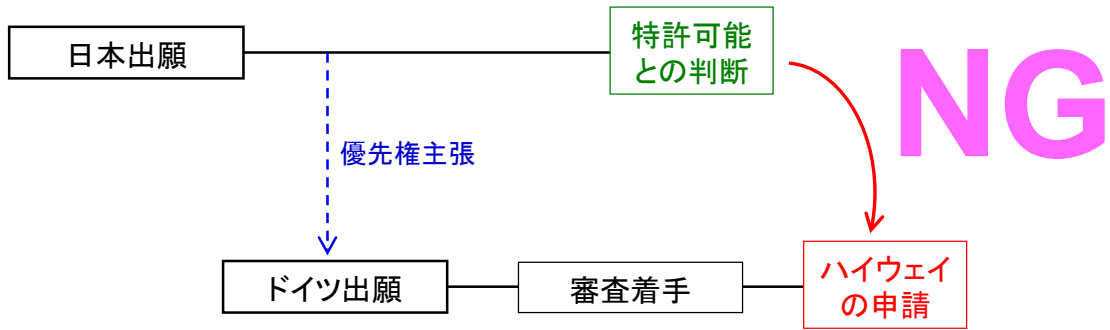 日本出願
特許可能
との判断
NG
優先権主張
ドイツ出願
審査着手
ハイウェイ
の申請